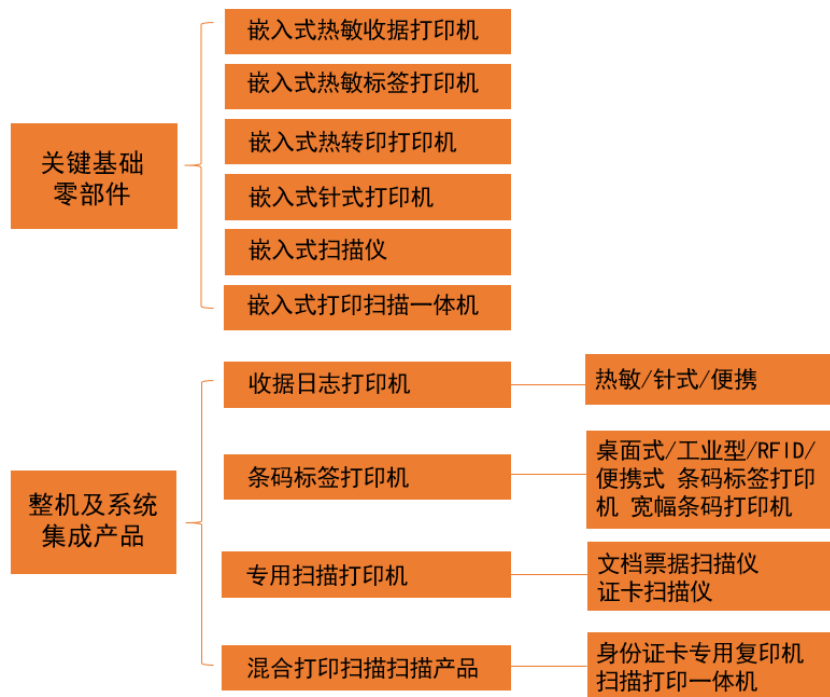 关键基础
零部件
嵌入式热敏收据打印机
嵌入式热敏标签打印机
嵌入式热转印打印机
嵌入式针式打印机
嵌入式扫描仪
嵌入式打印扫描一体机
整机及系统
集成产品
收据日志打印机
热敏/针式/便携
条码标签打印机
桌面式/工业型/RFID/
便携式 条码标签打印
机 宽幅条码打印机
专用扫描打印机
文档票据扫描仪
证卡扫描仪
混合打印扫描扫描产品
身份证卡专用复印机
扫描打印一体机